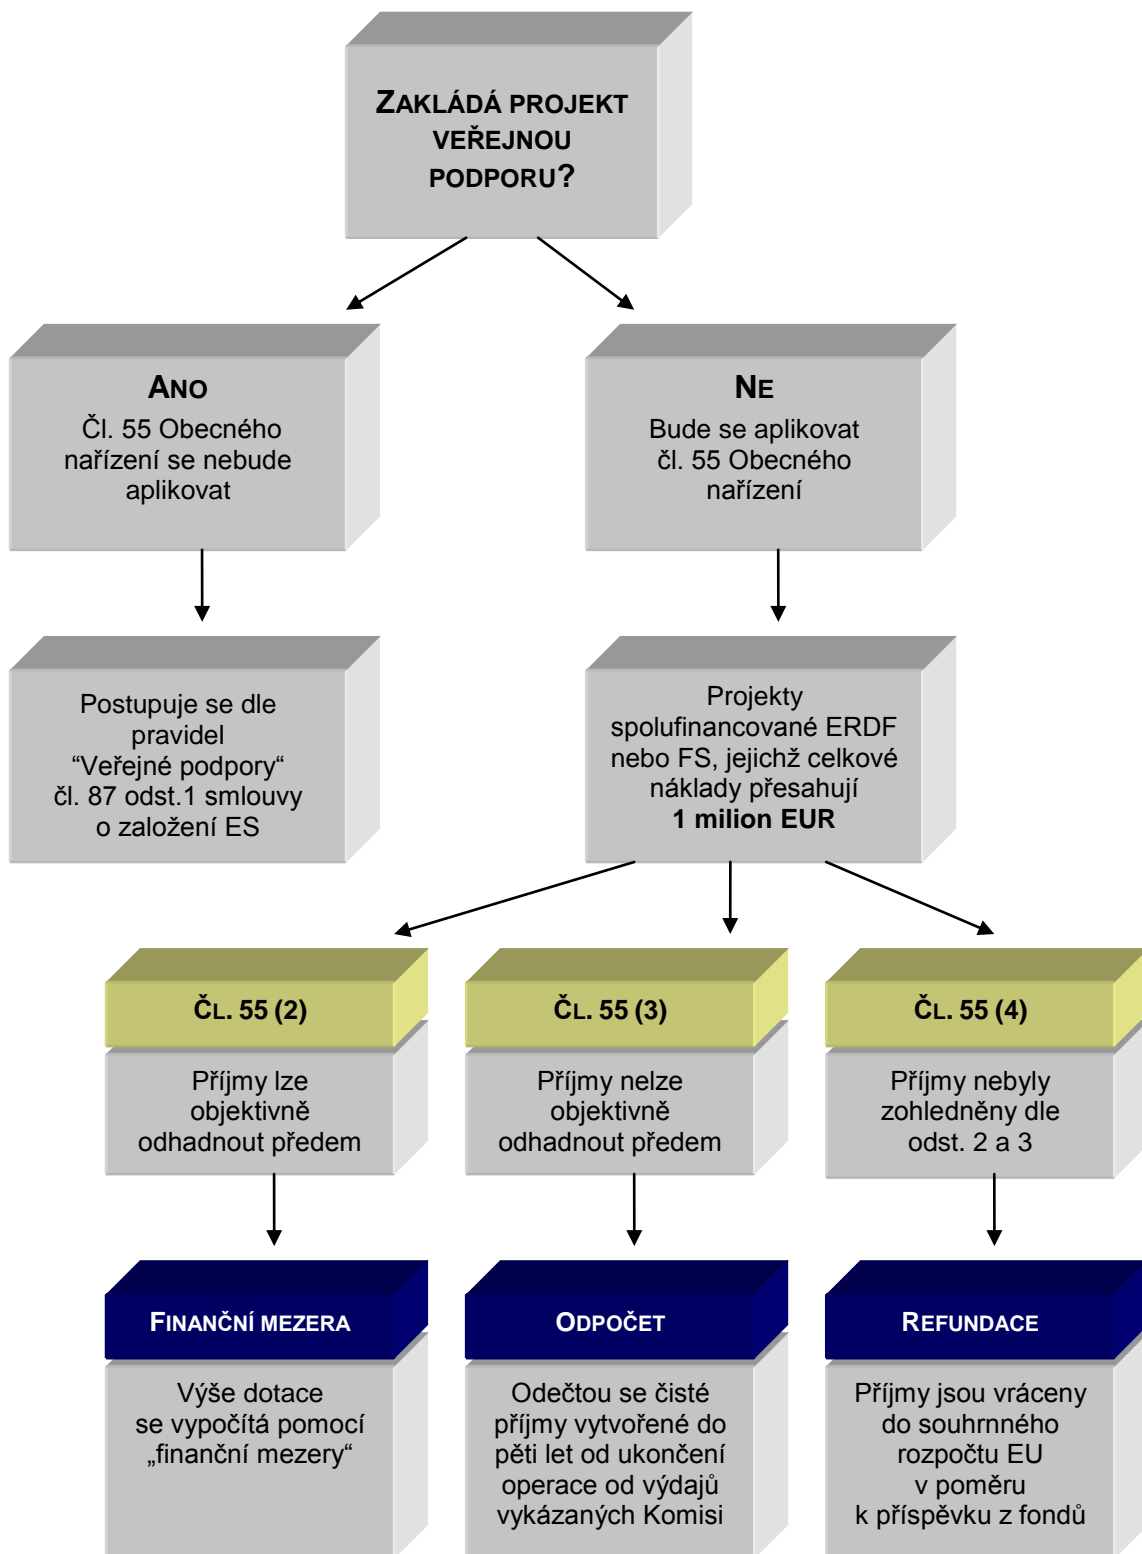 ZAKLÁDÁ PROJEKT
VEŘEJNOU
PODPORU?
ANO
Čl. 55 Obecného
nařízení se nebude
aplikovat
NE
Bude se aplikovat
čl. 55 Obecného
nařízení
Postupuje se dle
pravidel
“Veřejné podpory“
čl. 87 odst.1 smlouvy
o založení ES
Projekty
spolufinancované ERDF
nebo FS, jejichž celkové
náklady přesahují
1 milion EUR
ČL. 55 (2)
Příjmy lze
objektivně
odhadnout předem
ČL. 55 (3)
Příjmy nelze
objektivně
odhadnout předem
ČL. 55 (4)
Příjmy nebyly
zohledněny dle
odst. 2 a 3
FINANČNÍ MEZERA
Výše dotace
se vypočítá pomocí
„finanční mezery“
ODPOČET
Odečtou se čisté
příjmy vytvořené do
pěti let od ukončení
operace od výdajů
vykázaných Komisi
REFUNDACE
Příjmy jsou vráceny
do souhrnného
rozpočtu EU
v poměru
k příspěvku z fondů